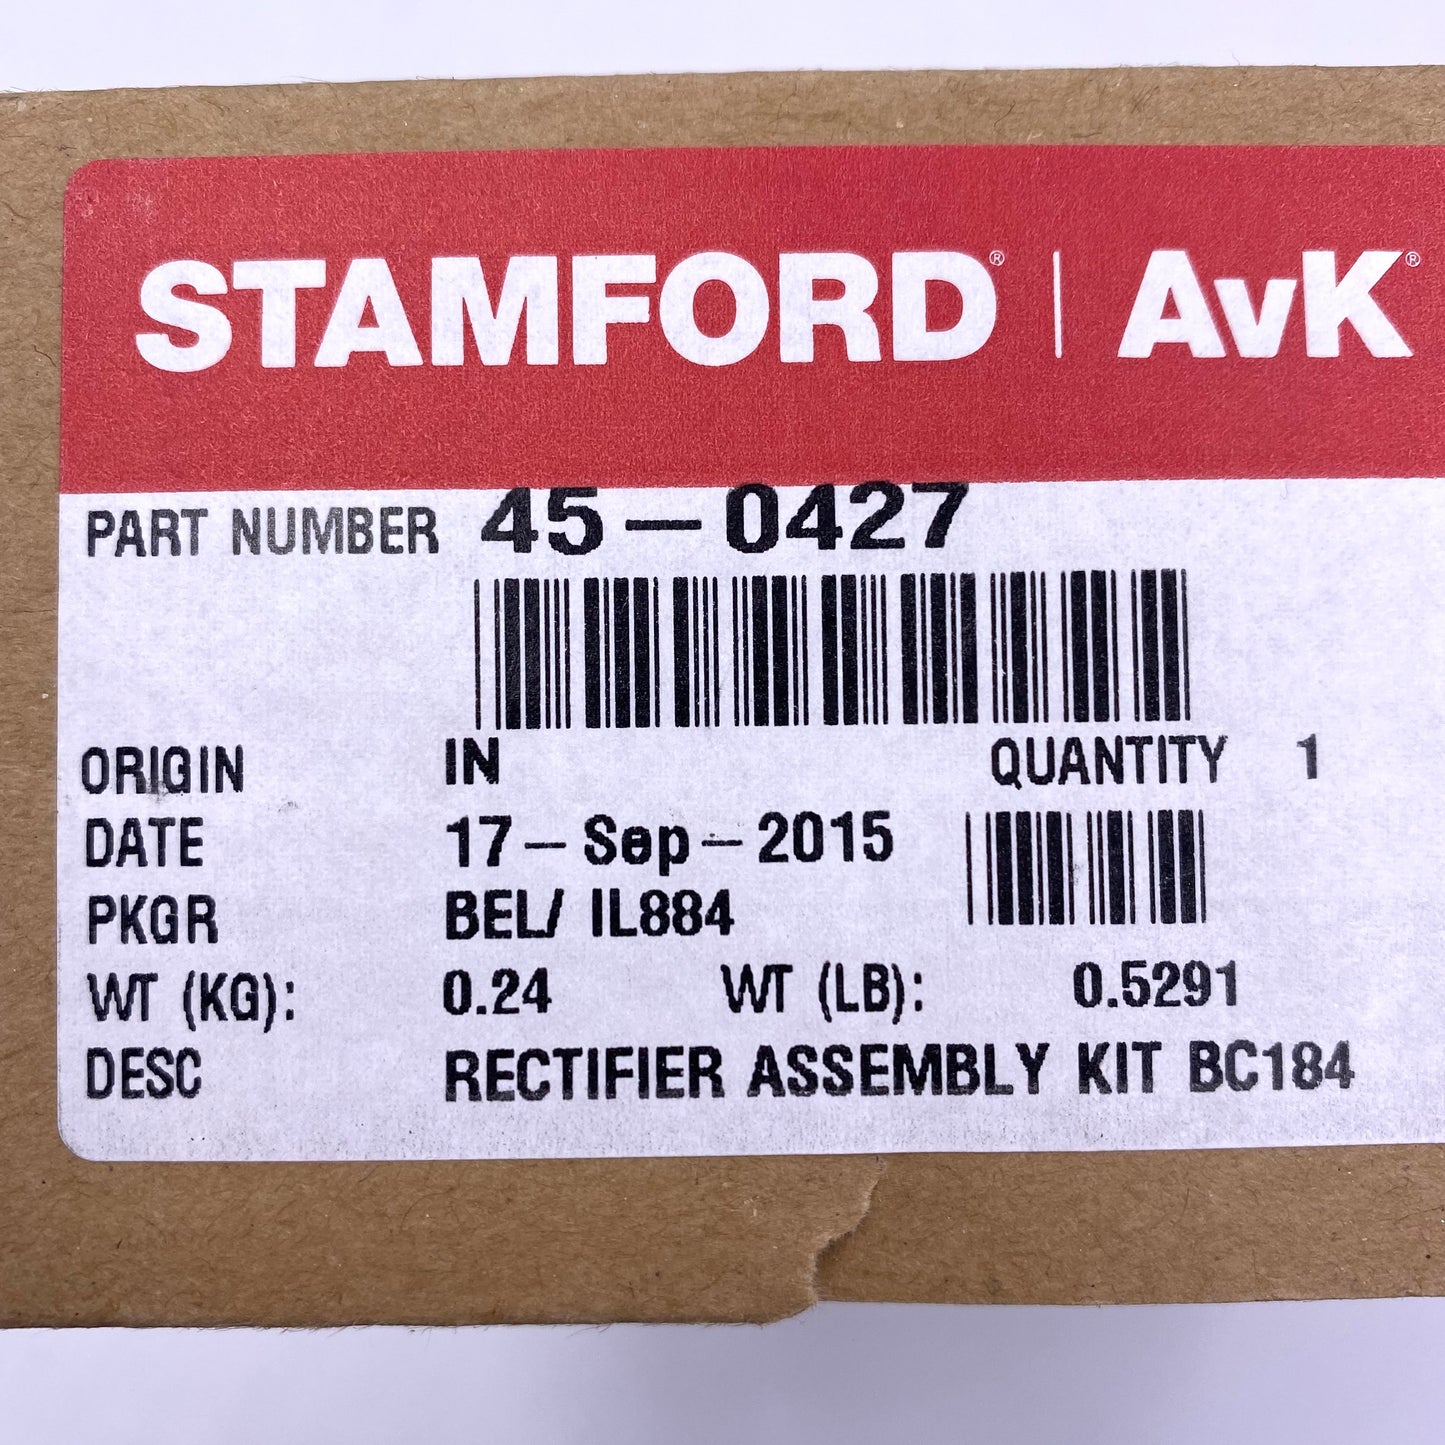 STAMFORD® | AvK®
PART NUMBER 45-0427
ORIGIN IN QUANTITY 1
DATE 17-Sep-2015
PKGR BEL/ IL884
WT (KG): 0.24 WT (LB): 0.5291
DESC RECTIFIER ASSEMBLY KIT BC184